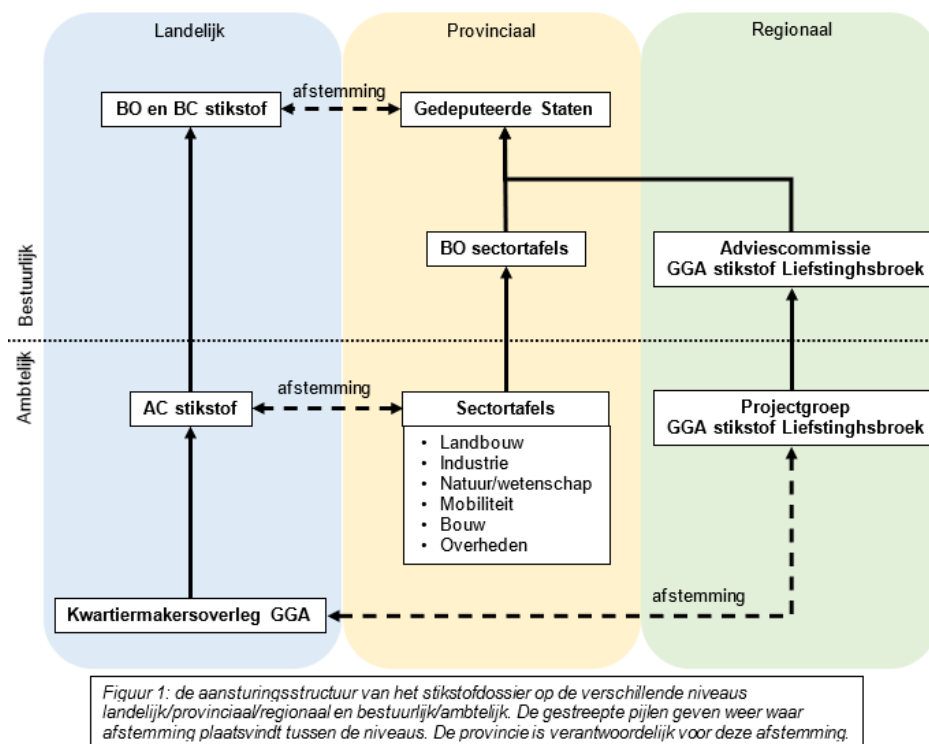 Landelijk
Provinciaal
Regionaal
afstemming
BO en BC stikstof
Gedeputeerde Staten
BO sectortafels
Adviescommissie
GGA stikstof Liefstinghsbroek
Bestuurlijk
Ambtelijk
afstemming
AC stikstof
Sectortafels
• Landbouw
• Industrie
• Natuur/wetenschap
• Mobiliteit
• Bouw
• Overheden
Projectgroep
GGA stikstof Liefstinghsbroek
afstemming
Kwartiermakersoverleg GGA
Figuur 1: de aansturingsstructuur van het stikstofdossier op de verschillende niveaus
landelijk/provinciaal/regionaal en bestuurlijk/ambtelijk. De gestreepte pijlen geven weer waar
afstemming plaatsvindt tussen de niveaus. De provincie is verantwoordelijk voor deze afstemming.